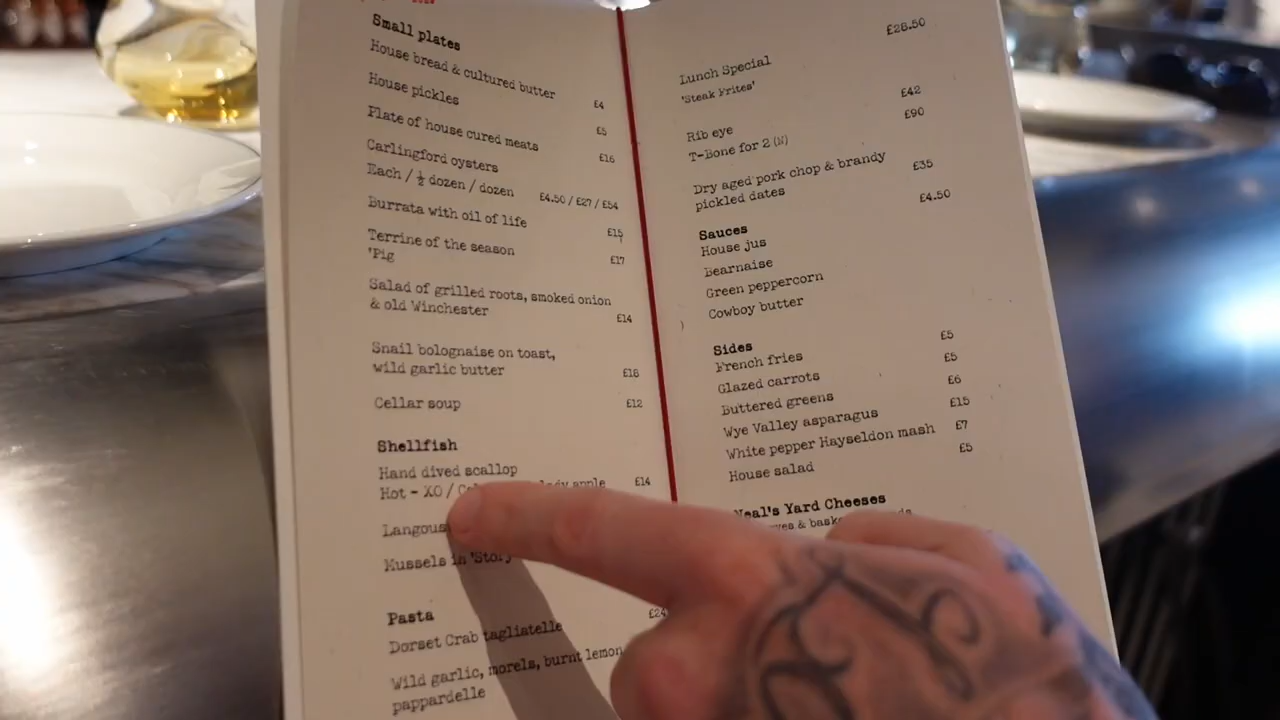 Small plates
House bread & cultured butter £4
House pickles £5
Plate of house cured meats £16
Carlingford oysters
Each / ½ dozen / dozen £4.50 / £27 / £54
Burrata with oil of life £15
Terrine of the season £17
'Pig
Salad of grilled roots, smoked onion
& old Winchester £14
Snail bolognaise on toast,
wild garlic butter £18
Cellar soup £12
Shellfish
Hand dived scallop
Hot - XO / apple £14
Mussels in 'Story
Pasta
£24
Dorset Crab tagliatelle
Wild garlic, morels, burnt lemon
pappardelle
£28.50
Lunch Special
'Steak Frites'
£42
Rib eye
£90
T-Bone for 2 (N)
Dry aged pork chop & brandy £35
pickled dates
£4.50
Sauces
House jus
Bearnaise
Green peppercorn
Cowboy butter
Sides
£5
French fries
£5
Glazed carrots
£6
Buttered greens
£15
Wye Valley asparagus
£7
White pepper Hayseldon mash
£5
House salad
Neal's Yard Cheeses